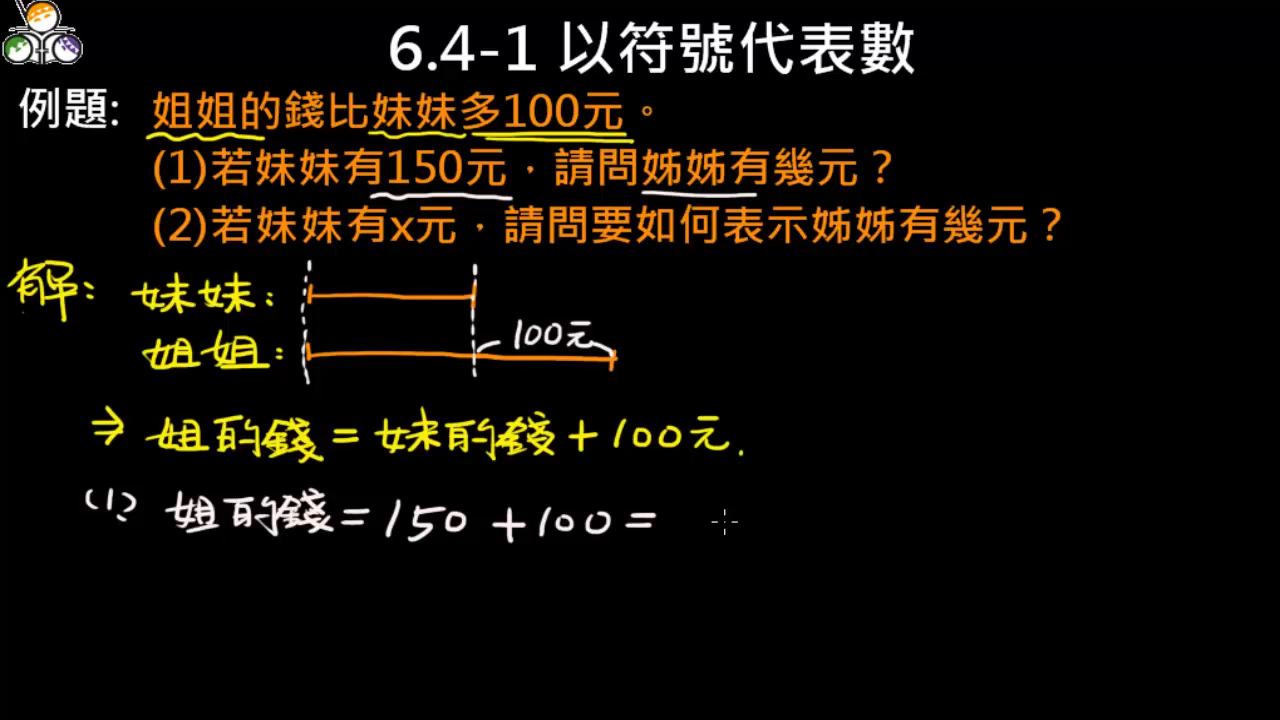 6.4-1 以符號代表數
例題: 姐姐的錢比妹妹多100元。
(1)若妹妹有150元，請問姊姊有幾元？
(2)若妹妹有x元，請問要如何表示姊姊有幾元？
解: 妹妹:
100元
姐姐:
⇒ 姐的錢=妹的錢+100元.
(1) 姐的錢=150+100=